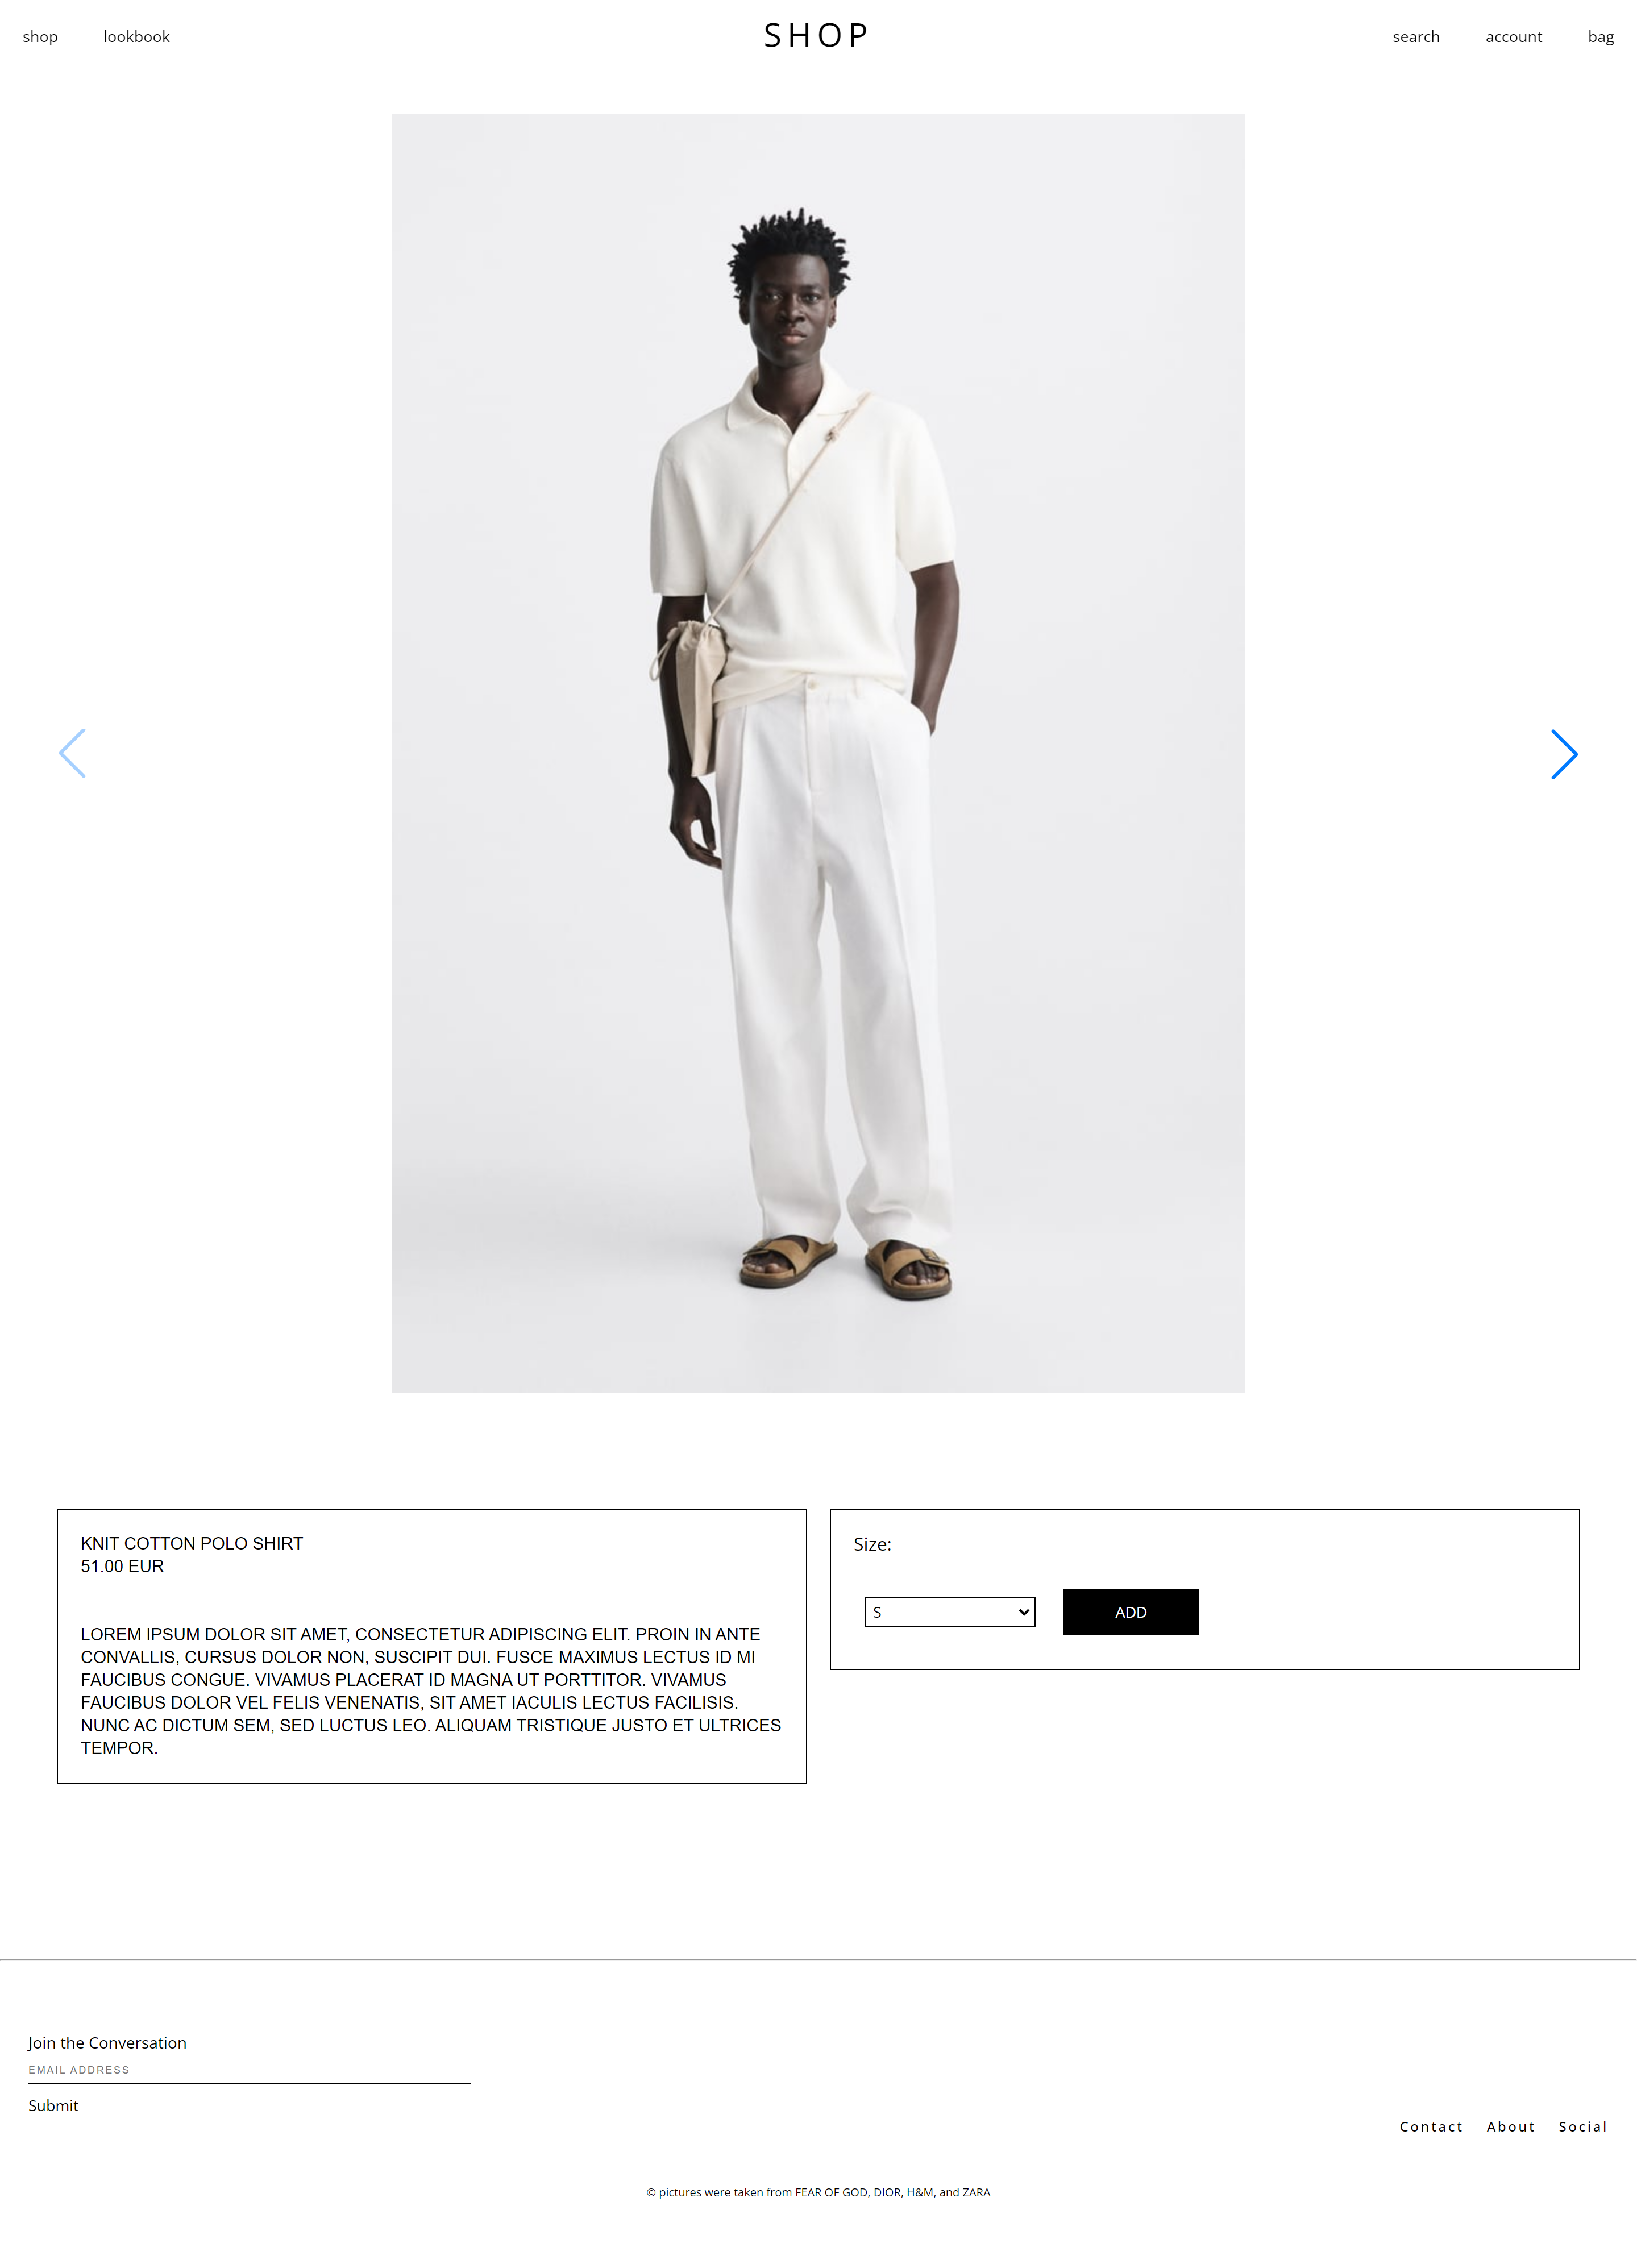 shop
lookbook
SHOP
search
account
bag
KNIT COTTON POLO SHIRT
51.00 EUR
LOREM IPSUM DOLOR SIT AMET, CONSECTETUR ADIPISCING ELIT. PROIN IN ANTE
CONVALLIS, CURSUS DOLOR NON, SUSCIPIT DUI. FUSCE MAXIMUS LECTUS ID MI
FAUCIBUS CONGUE. VIVAMUS PLACERAT ID MAGNA UT PORTTITOR. VIVAMUS
FAUCIBUS DOLOR VEL FELIS VENENATIS, SIT AMET IACULIS LECTUS FACILISIS.
NUNC AC DICTUM SEM, SED LUCTUS LEO. ALIQUAM TRISTIQUE JUSTO ET ULTRICES
TEMPOR.
Size:
S
ADD
Join the Conversation
EMAIL ADDRESS
Submit
Contact
About
Social
© pictures were taken from FEAR OF GOD, DIOR, H&M, and ZARA